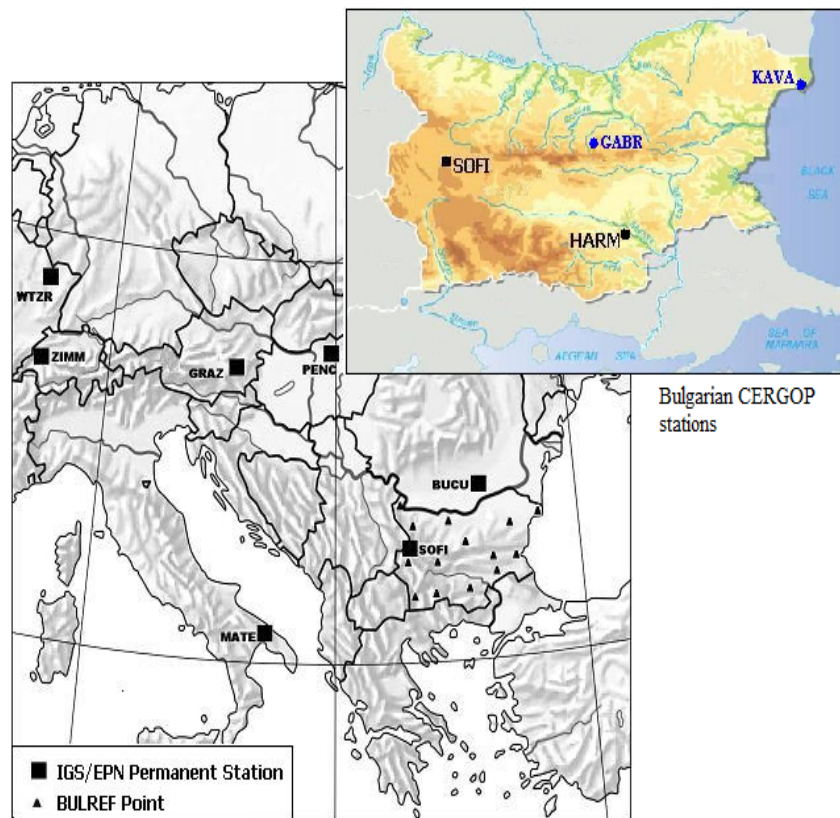 KAVA
GABR
SOFI
HARM
BLACK
SEA
SEA OF
MARMARA
AEGEAN SEA
Bulgarian CERGOP
stations
WTZR
ZIMM
GRAZ
PENC
BUCU
SOFI
MATE
IGS/EPN Permanent Station
BULREF Point